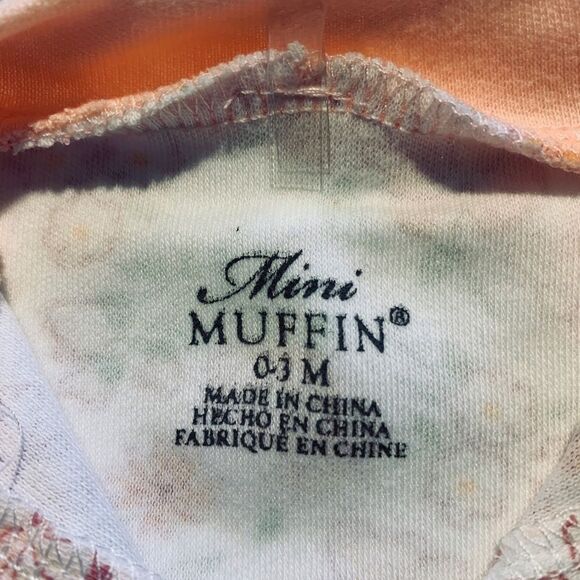 Mini
MUFFIN®
0-3 M
MADE IN CHINA
HECHO EN CHINA
FABRIQUÉ EN CHINE